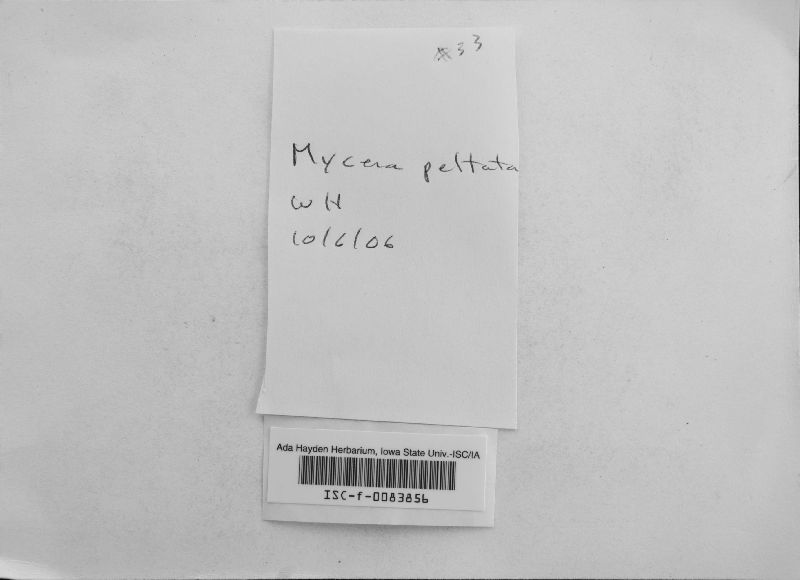 #33
Mycena peltata
WH
10/6/06
Ada Hayden Herbarium, Iowa State Univ.-ISC/IA
ISC-f-0083856